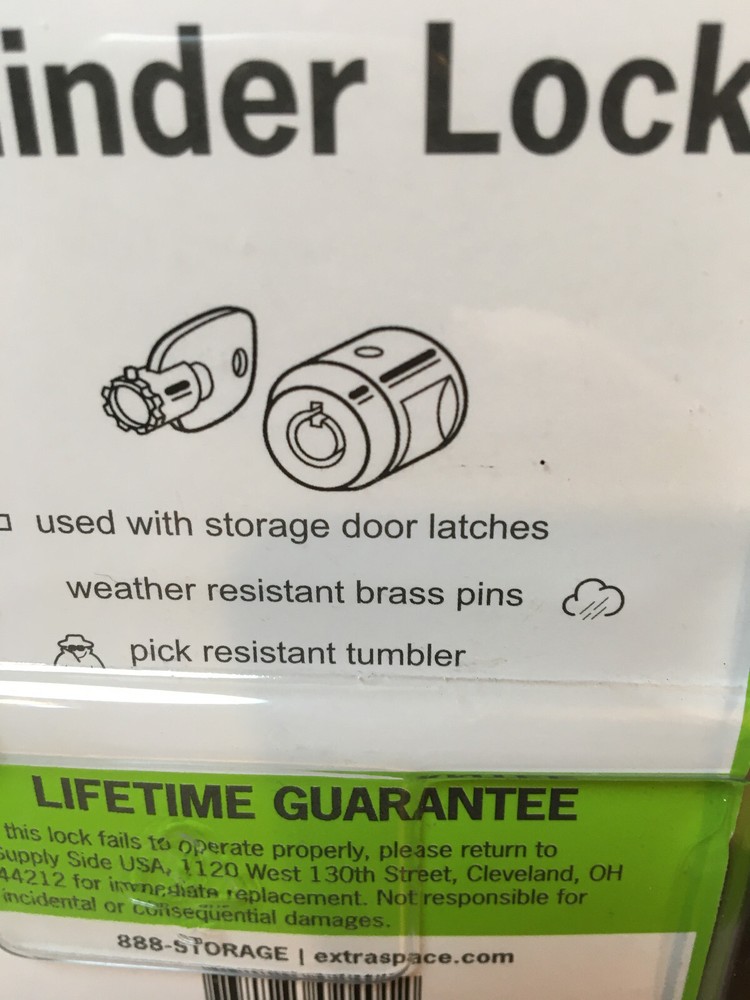 inder Lock
used with storage door latches
weather resistant brass pins
pick resistant tumbler
LIFETIME GUARANTEE
this lock fails to operate properly, please return to
Supply Side USA, 1120 West 130th Street, Cleveland, OH
44212 for immediate replacement. Not responsible for
incidental or consequential damages.
888-STORAGE | extraspace.com